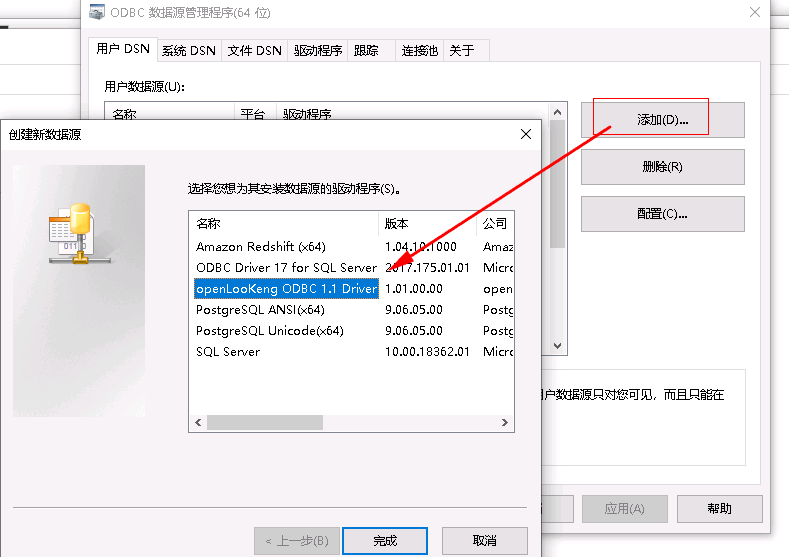 ODBC 数据源管理程序(64 位)
用户 DSN 系统 DSN 文件 DSN 驱动程序 跟踪 连接池 关于
用户数据源(U):
名称 平台 驱动程序
添加(D)...
删除(R)
配置(C)...
创建新数据源
选择您想为其安装数据源的驱动程序(S)。
名称 版本 公司
Amazon Redshift (x64) 1.04.10.1000 Amaz
ODBC Driver 17 for SQL Server 2017.175.01.01 Micro
openLooKeng ODBC 1.1 Driver 1.01.00.00 open
PostgreSQL ANSI(x64) 9.06.05.00 Postg
PostgreSQL Unicode(x64) 9.06.05.00 Postg
SQL Server 10.00.18362.01 Micro
户数据源只对您可见，而且只能在
应用(A) 帮助
< 上一步(B) 完成 取消